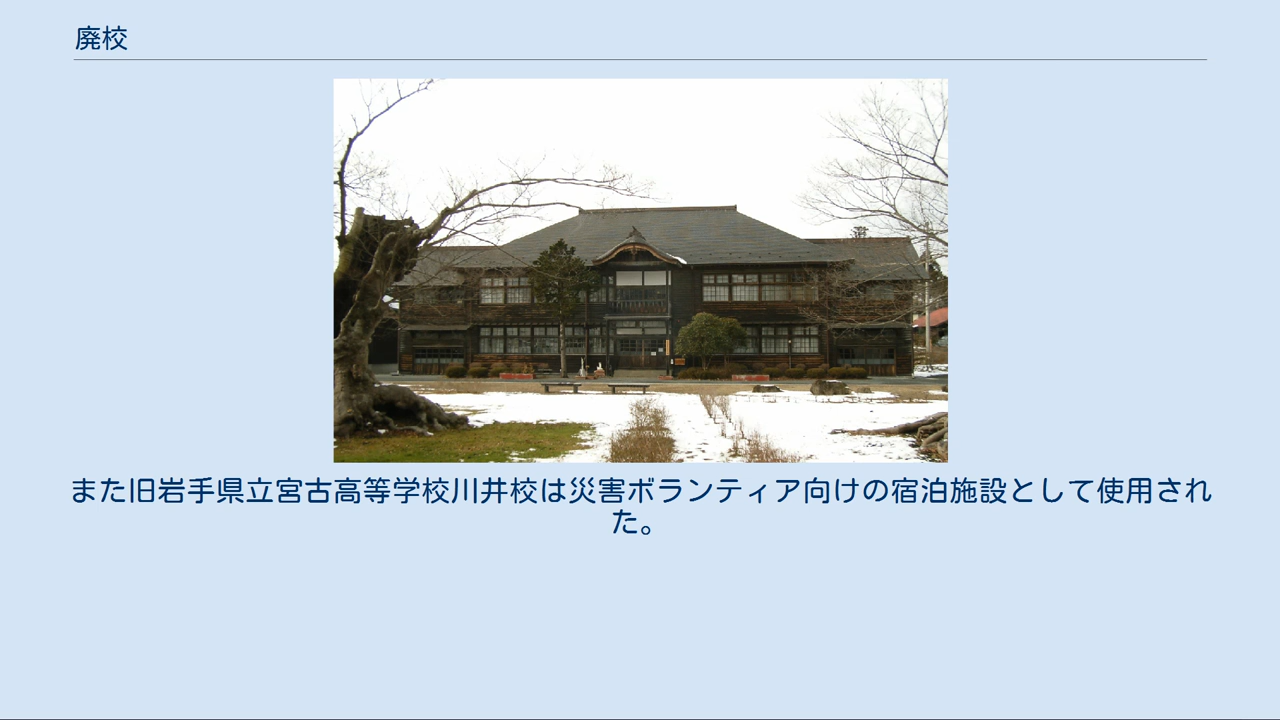 廃校
また旧岩手県立宮古高等学校川井校は災害ボランティア向けの宿泊施設として使用され
た。